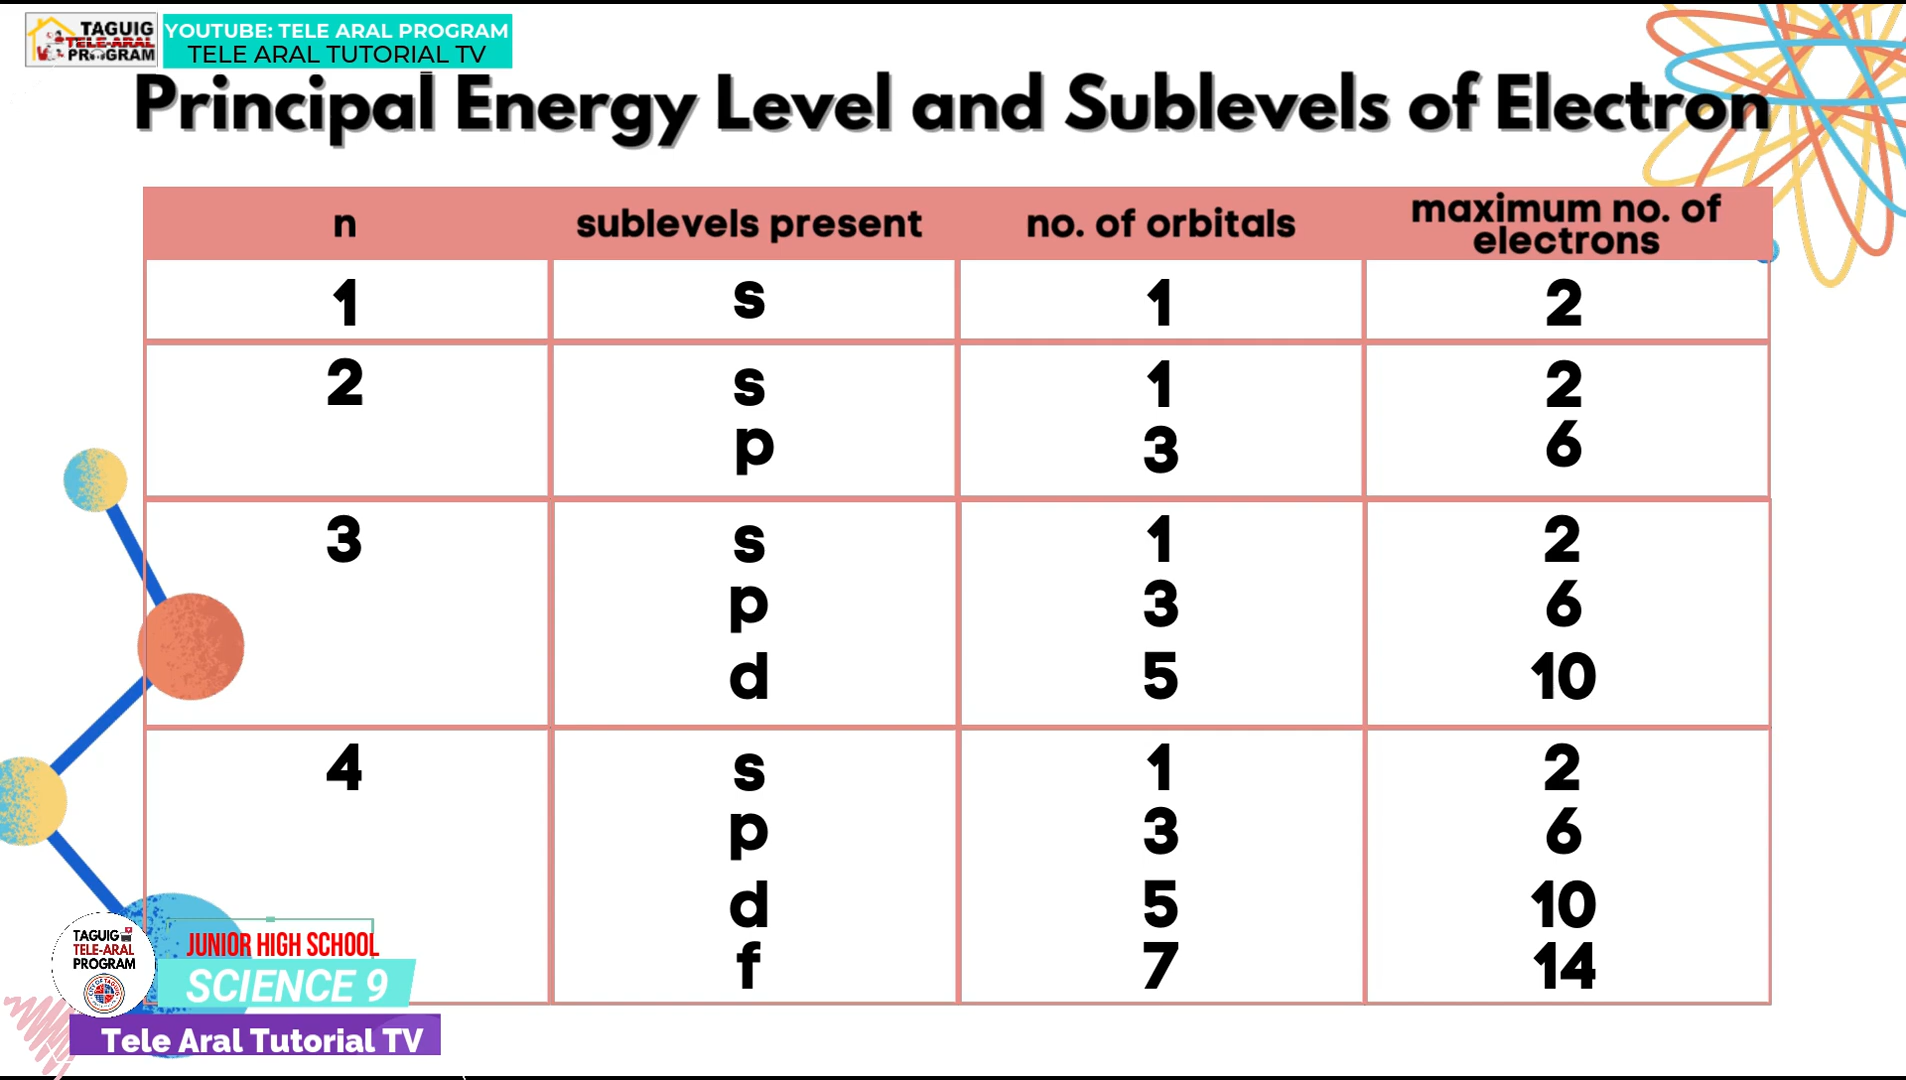 TAGUIG
TELE-ARAL
PROGRAM
YOUTUBE: TELE ARAL PROGRAM
TELE ARAL TUTORIAL TV
Principal Energy Level and Sublevels of Electron
n sublevels present no. of orbitals maximum no. of electrons
1 s 1 2
2 s 1 2
p 3 6
3 s 1 2
p 3 6
d 5 10
4 s 1 2
p 3 6
d 5 10
f 7 14
TAGUIG
TELE-ARAL
PROGRAM
JUNIOR HIGH SCHOOL
SCIENCE 9
Tele Aral Tutorial TV